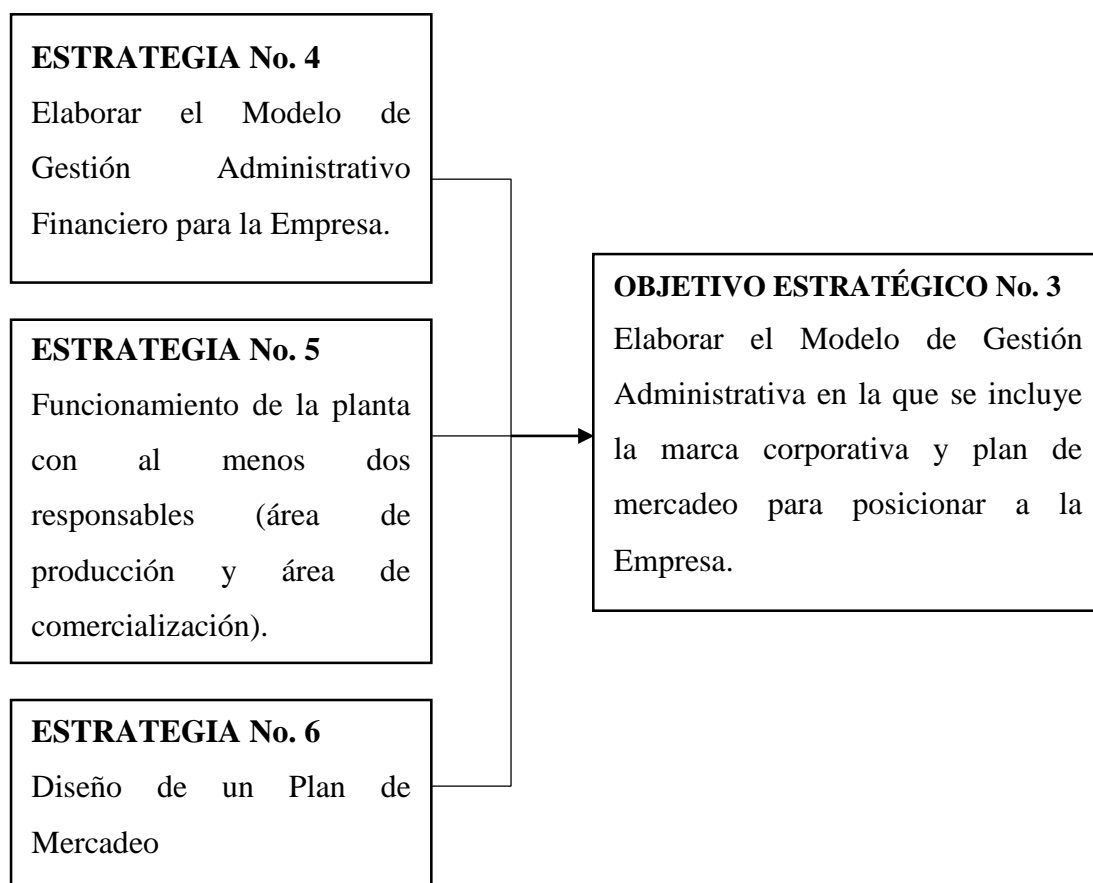 ESTRATEGIA No. 4
Elaborar el Modelo de
Gestión Administrativo
Financiero para la Empresa.
ESTRATEGIA No. 5
Funcionamiento de la planta
con al menos dos
responsables (área de
producción y área de
comercialización).
ESTRATEGIA No. 6
Diseño de un Plan de
Mercadeo
OBJETIVO ESTRATÉGICO No. 3
Elaborar el Modelo de Gestión
Administrativa en la que se incluye
la marca corporativa y plan de
mercadeo para posicionar a la
Empresa.